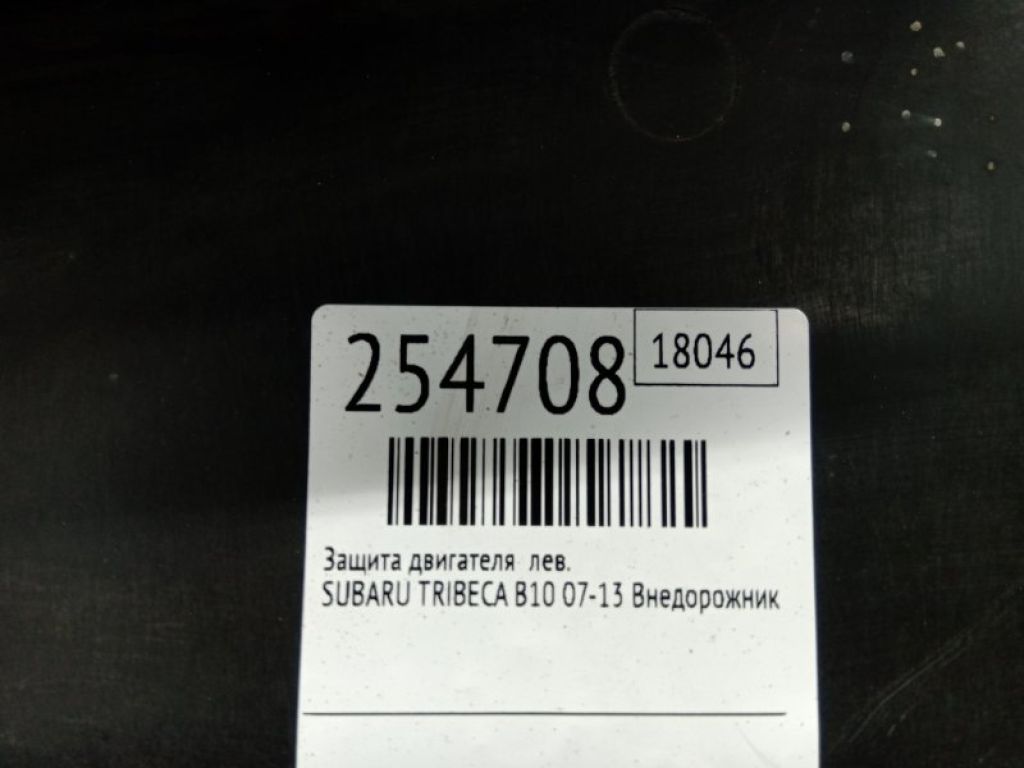 254708
18046
Защита двигателя лев.
SUBARU TRIBECA B10 07-13 Внедорожник